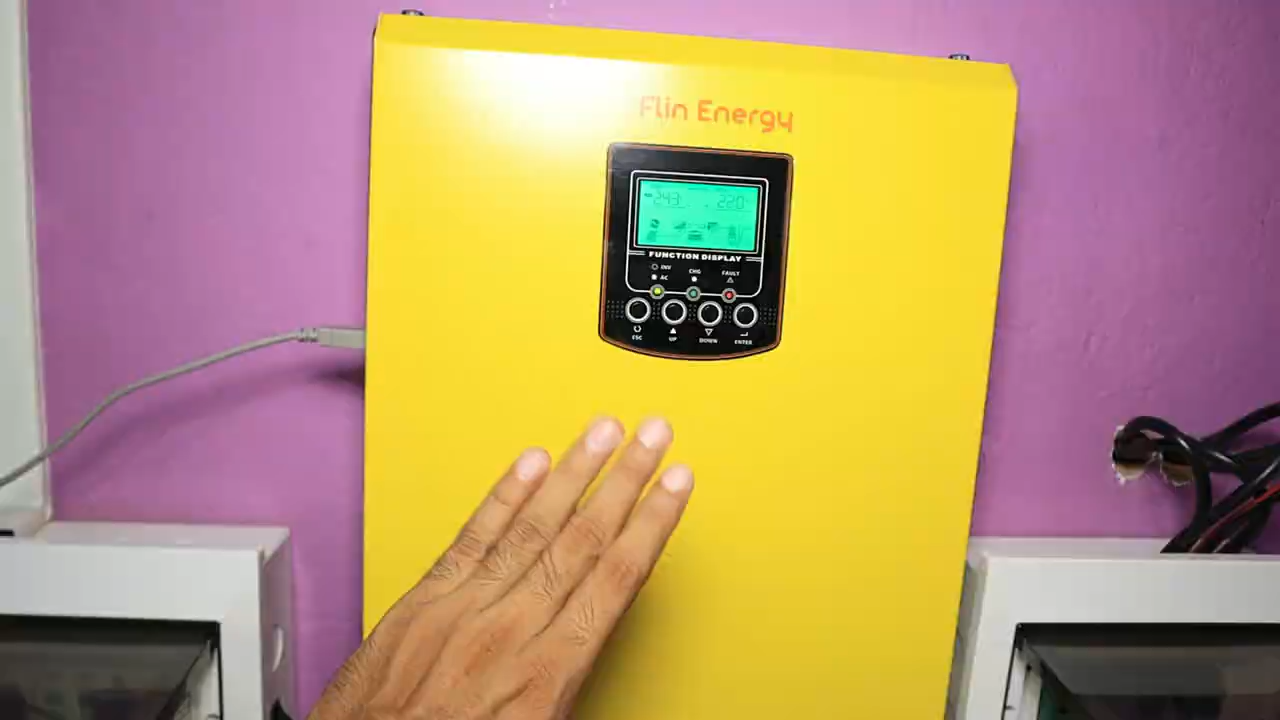 Flin Energy
243 220
FUNCTION DISPLAY
INV CHG FAULT
AC
ESC UP DOWN ENTER